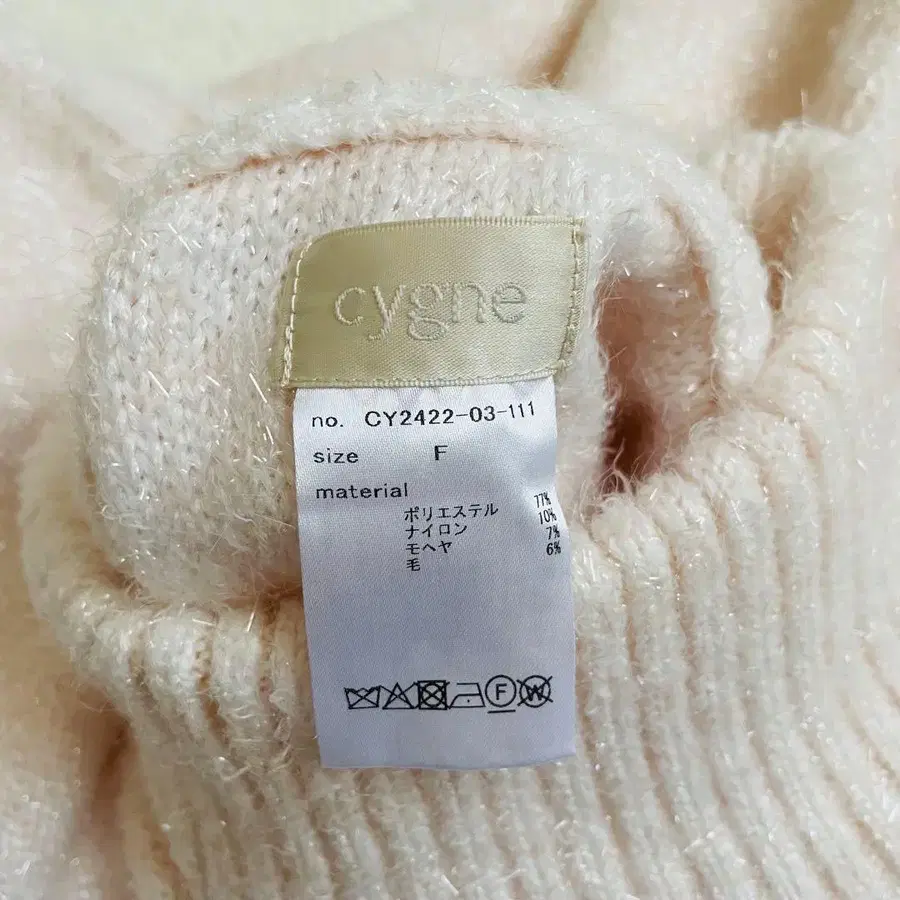 cygne
no. CY2422-03-111
size F
material
ポリエステル 77%
ナイロン 10%
モヘヤ 7%
毛 6%
F W